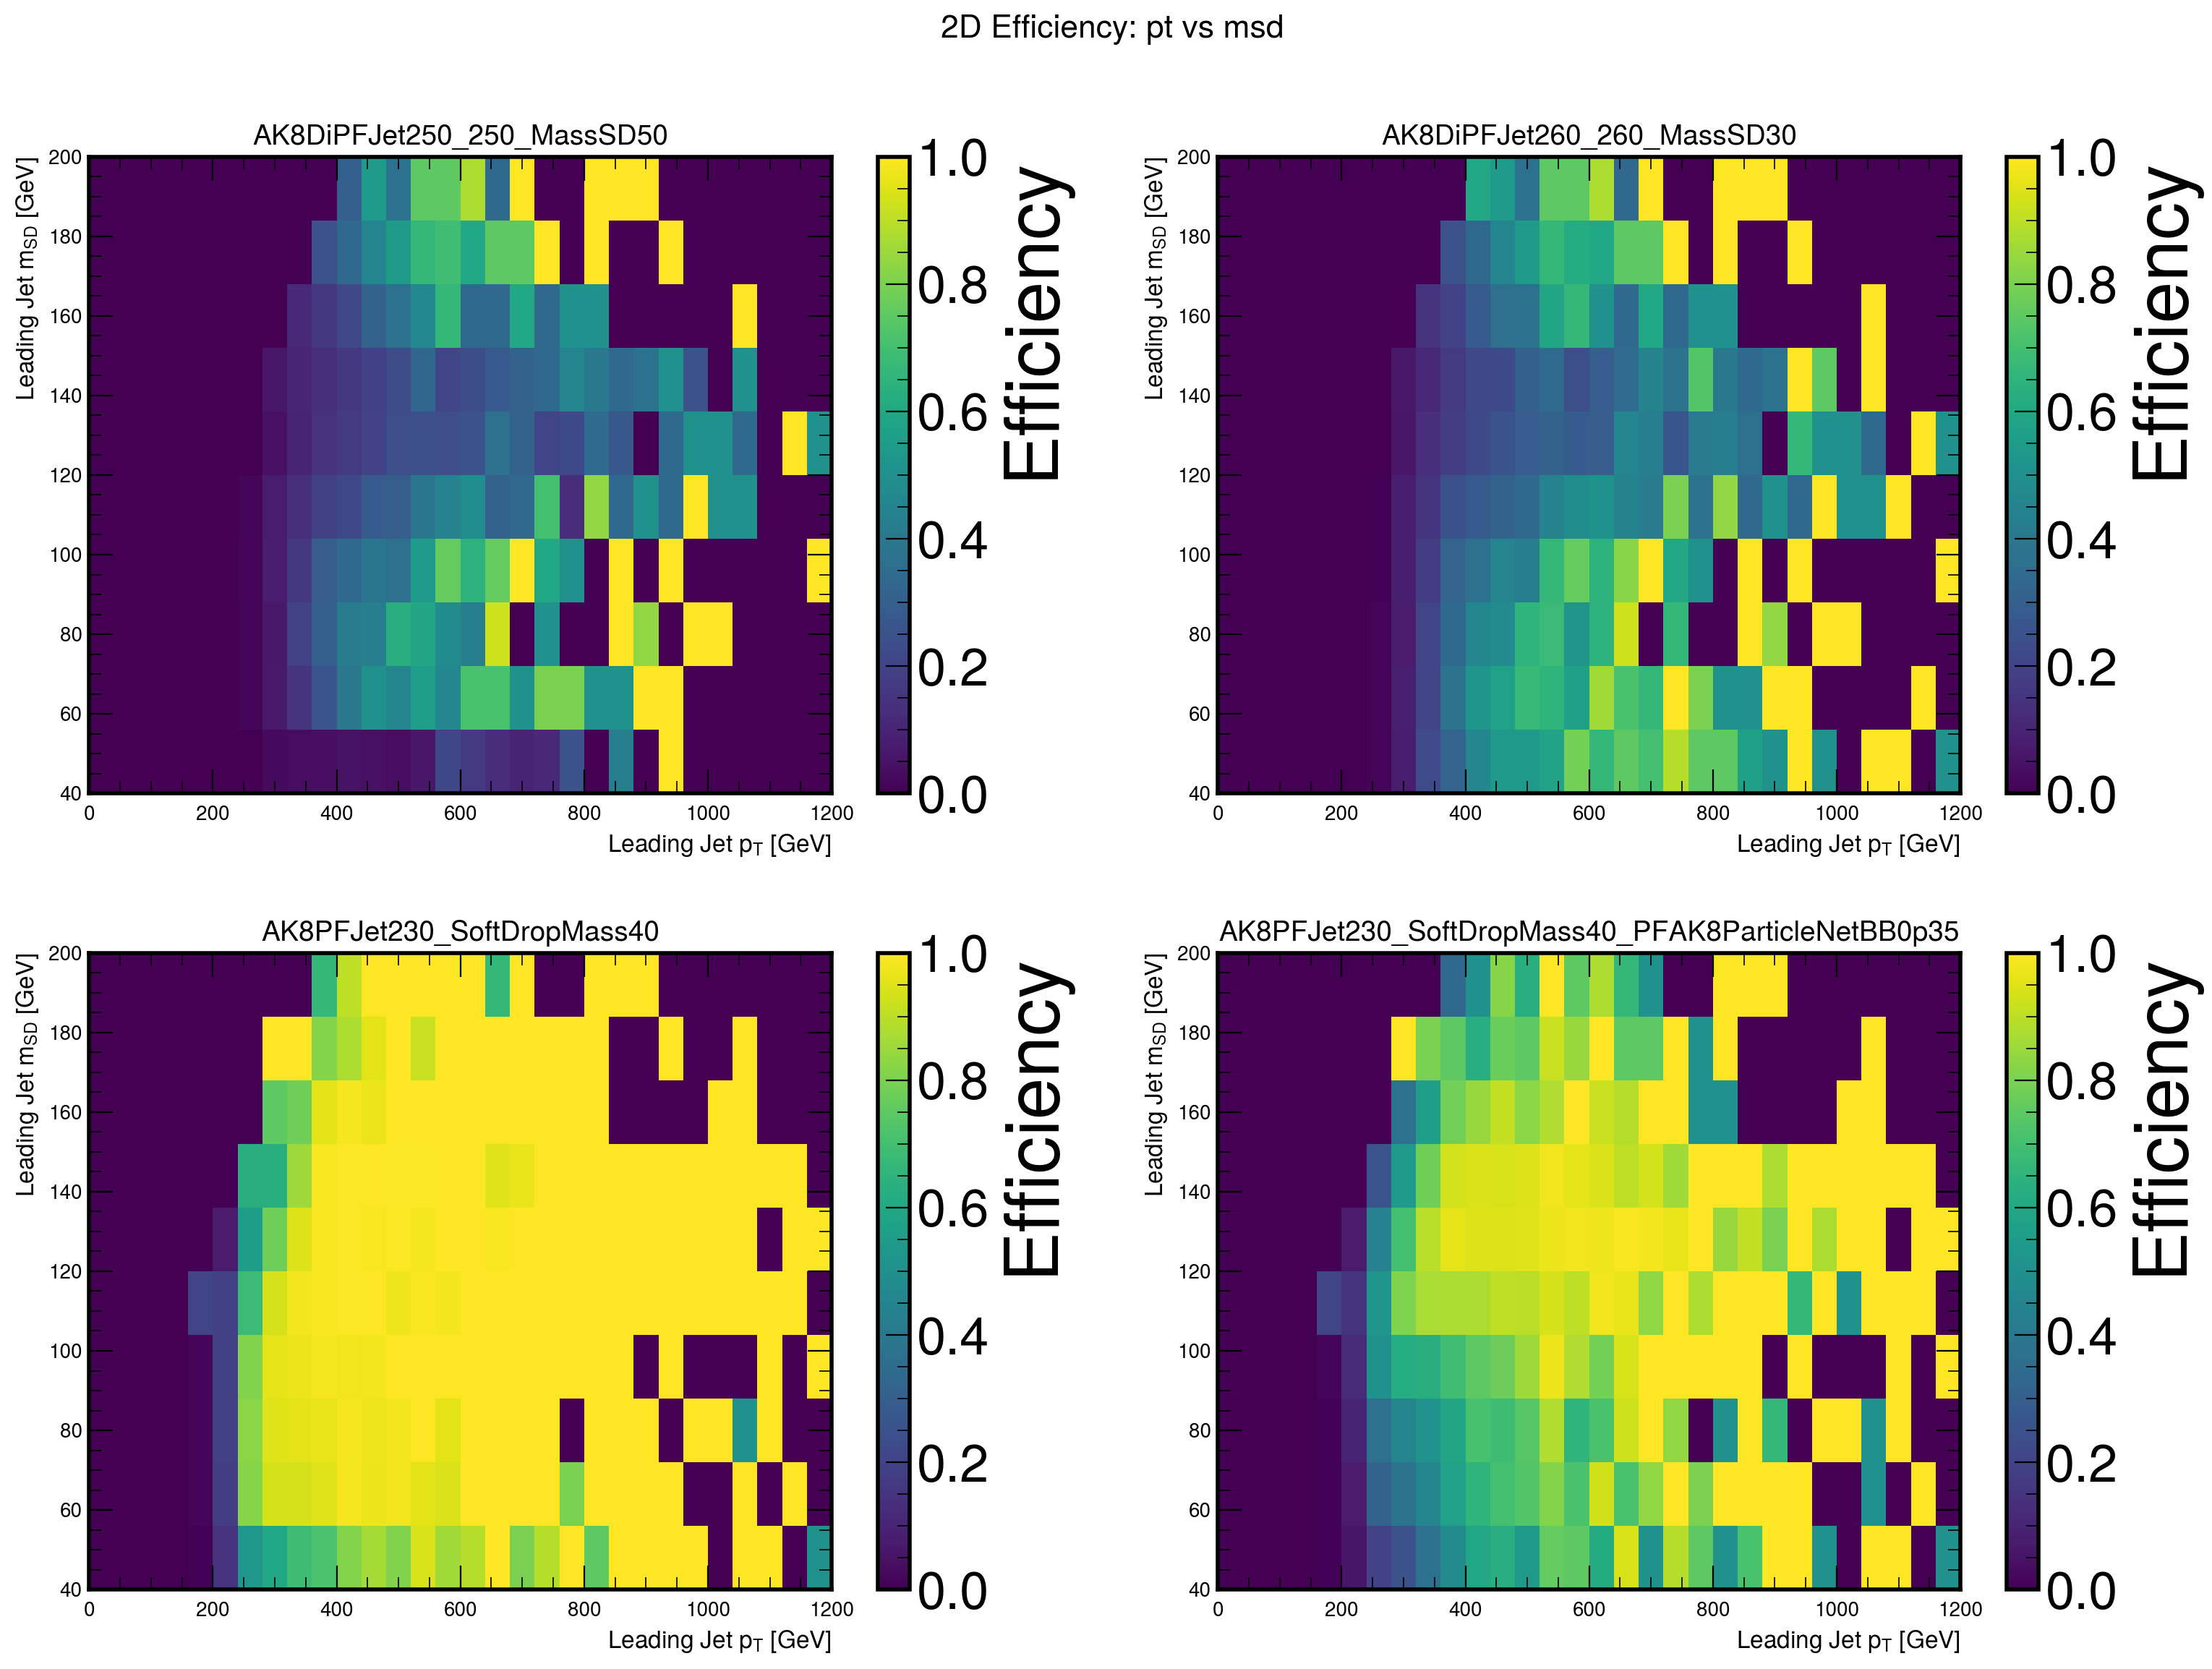 2D Efficiency: pt vs msd
AK8DiPFJet250_250_MassSD50
Leading Jet mSD [GeV]
200
180
160
140
120
100
80
60
40
0 200 400 600 800 1000 1200
Leading Jet pT [GeV]
1.0
0.8
0.6
0.4
0.2
0.0
Efficiency
AK8DiPFJet260_260_MassSD30
Leading Jet mSD [GeV]
200
180
160
140
120
100
80
60
40
0 200 400 600 800 1000 1200
Leading Jet pT [GeV]
1.0
0.8
0.6
0.4
0.2
0.0
Efficiency
AK8PFJet230_SoftDropMass40
Leading Jet mSD [GeV]
200
180
160
140
120
100
80
60
40
0 200 400 600 800 1000 1200
Leading Jet pT [GeV]
1.0
0.8
0.6
0.4
0.2
0.0
Efficiency
AK8PFJet230_SoftDropMass40_PFAK8ParticleNetBB0p35
Leading Jet mSD [GeV]
200
180
160
140
120
100
80
60
40
0 200 400 600 800 1000 1200
Leading Jet pT [GeV]
1.0
0.8
0.6
0.4
0.2
0.0
Efficiency